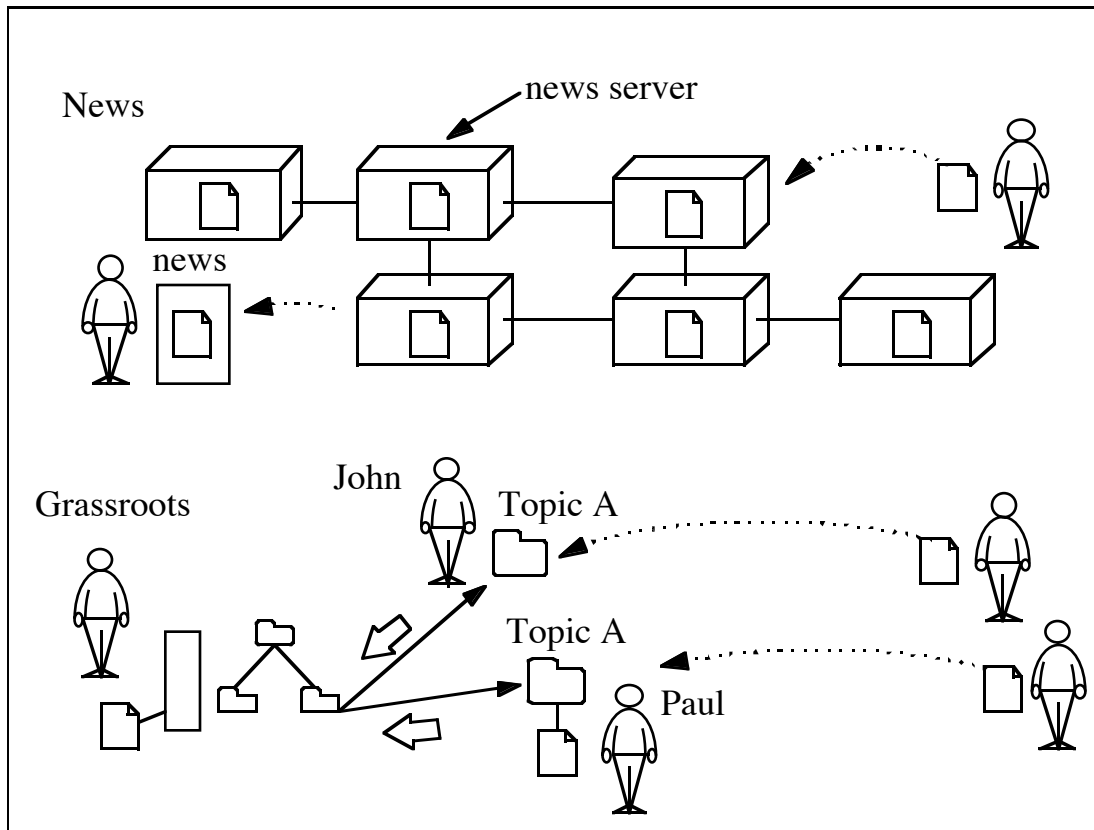 News
news server
news
Grassroots
John
Topic A
Topic A
Paul